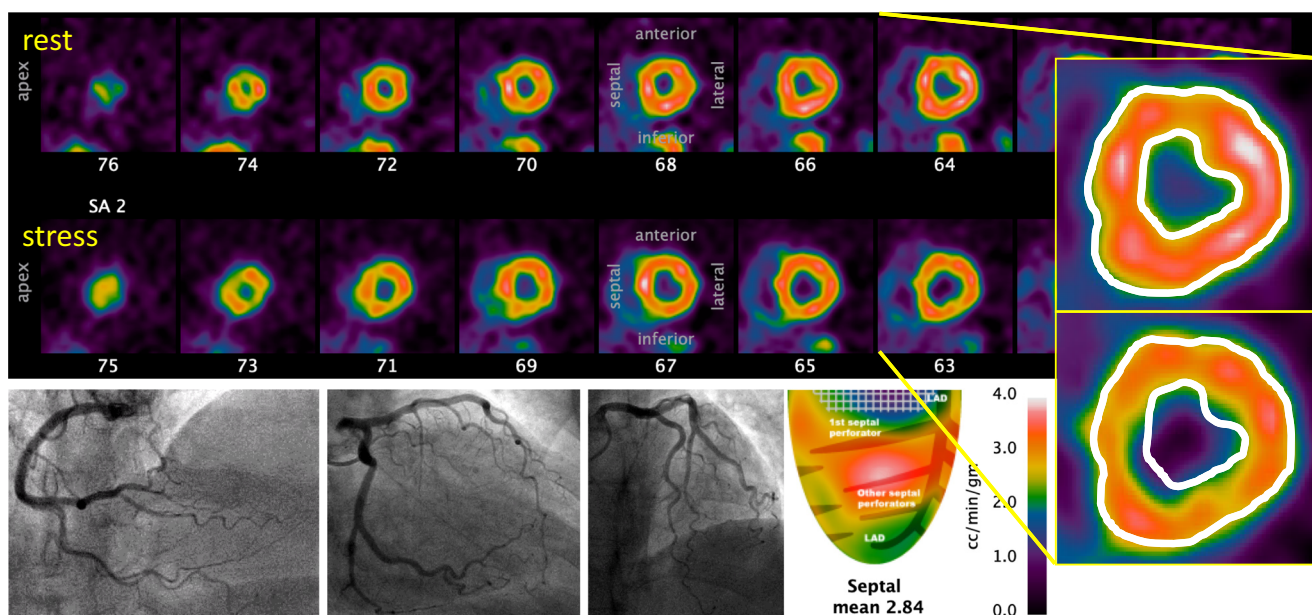 rest
apex
anterior
septal
lateral
inferior
76 74 72 70 68 66 64
SA 2
stress
apex
anterior
septal
lateral
inferior
75 73 71 69 67 65 63
LAD
1st septal
perforator
Other septal
perforators
LAD
Septal
mean 2.84
cc/min/gm
4.0
3.0
2.0
1.0
0.0